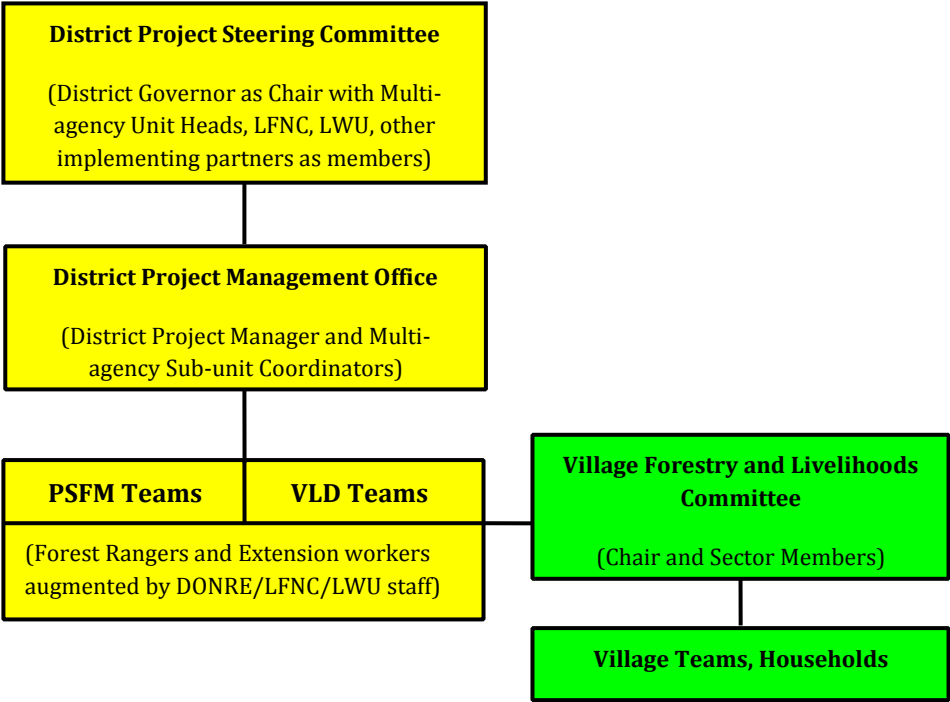 District Project Steering Committee
(District Governor as Chair with Multi-
agency Unit Heads, LFNC, LWU, other
implementing partners as members)
District Project Management Office
(District Project Manager and Multi-
agency Sub-unit Coordinators)
PSFM Teams
VLD Teams
(Forest Rangers and Extension workers
augmented by DONRE/LFNC/LWU staff)
Village Forestry and Livelihoods
Committee
(Chair and Sector Members)
Village Teams, Households